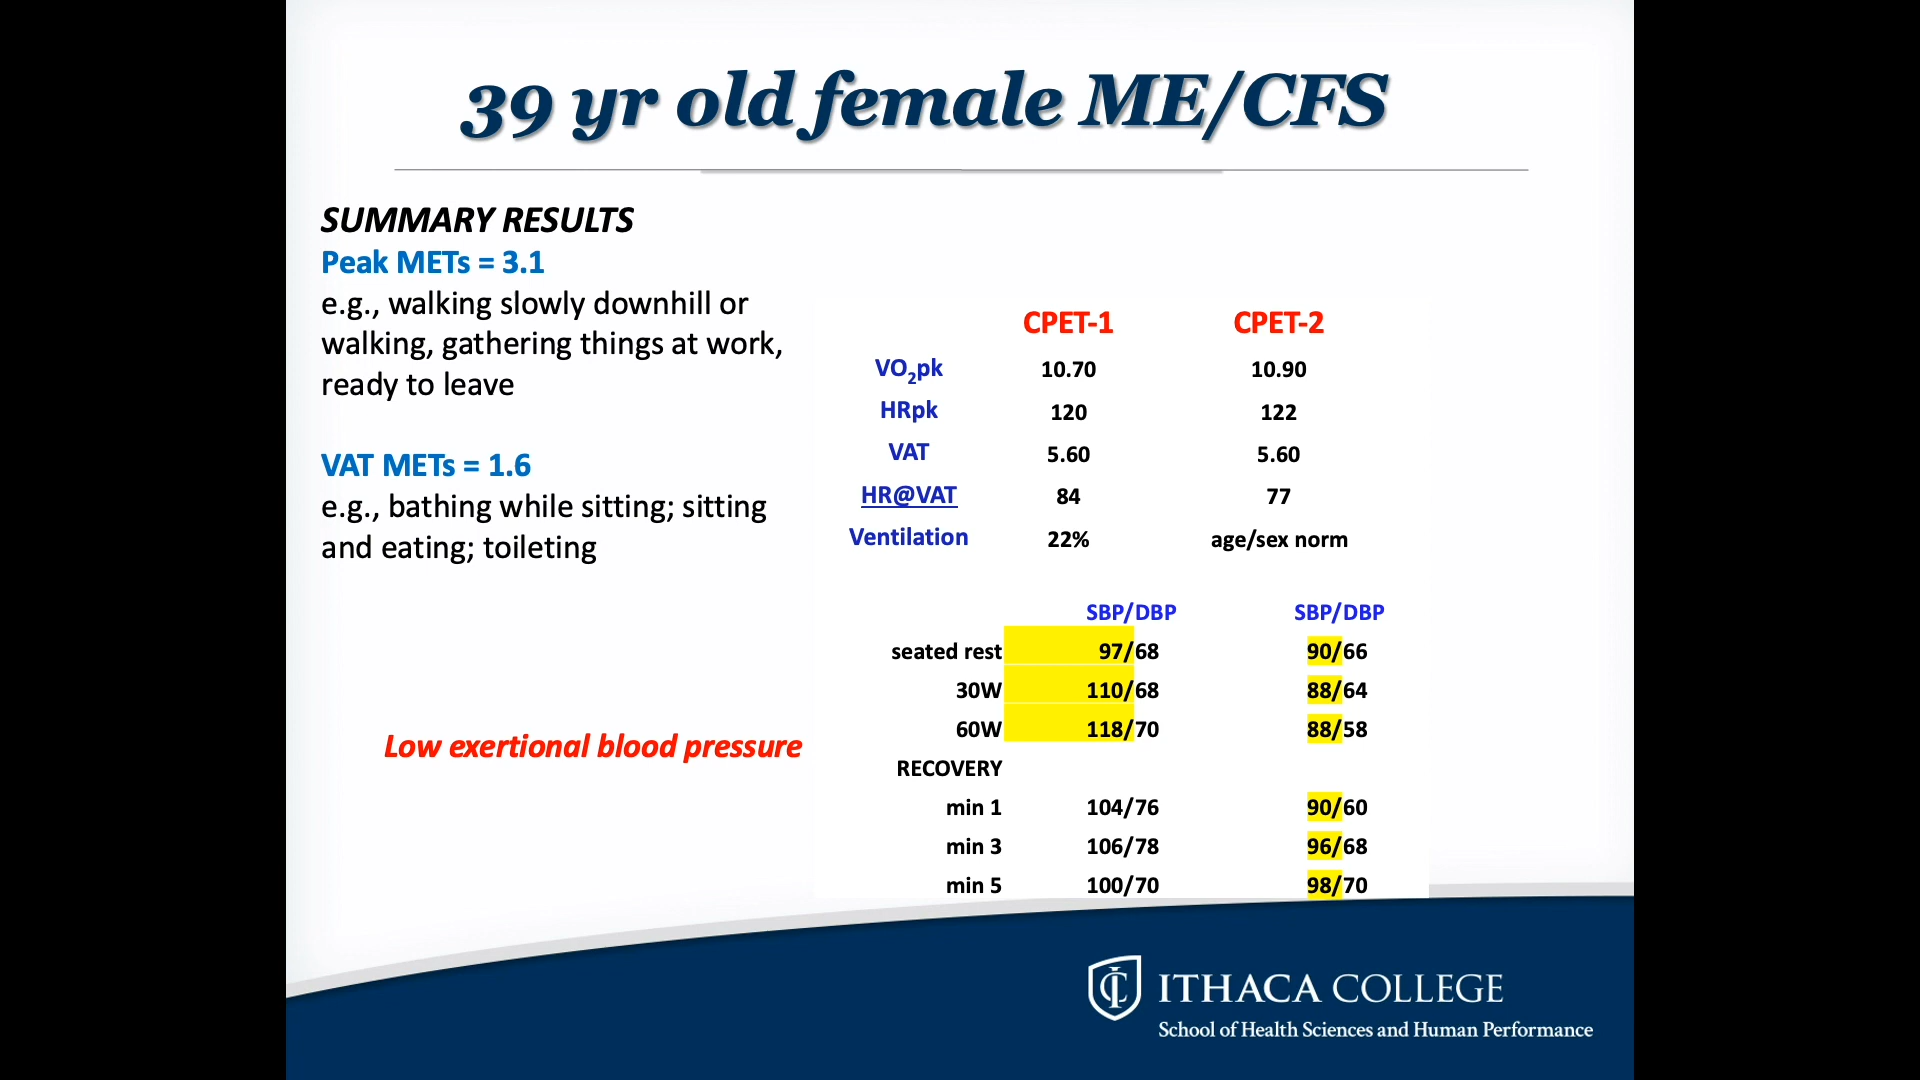 39 yr old female ME/CFS
SUMMARY RESULTS
Peak METs = 3.1
e.g., walking slowly downhill or
walking, gathering things at work,
ready to leave
VAT METs = 1.6
e.g., bathing while sitting; sitting
and eating; toileting
Low exertional blood pressure
CPET-1 CPET-2
VO2pk 10.70 10.90
HRpk 120 122
VAT 5.60 5.60
HR@VAT 84 77
Ventilation 22% age/sex norm
SBP/DBP SBP/DBP
seated rest 97/68 90/66
30W 110/68 88/64
60W 118/70 88/58
RECOVERY
min 1 104/76 90/60
min 3 106/78 96/68
min 5 100/70 98/70
ITHACA COLLEGE
School of Health Sciences and Human Performance